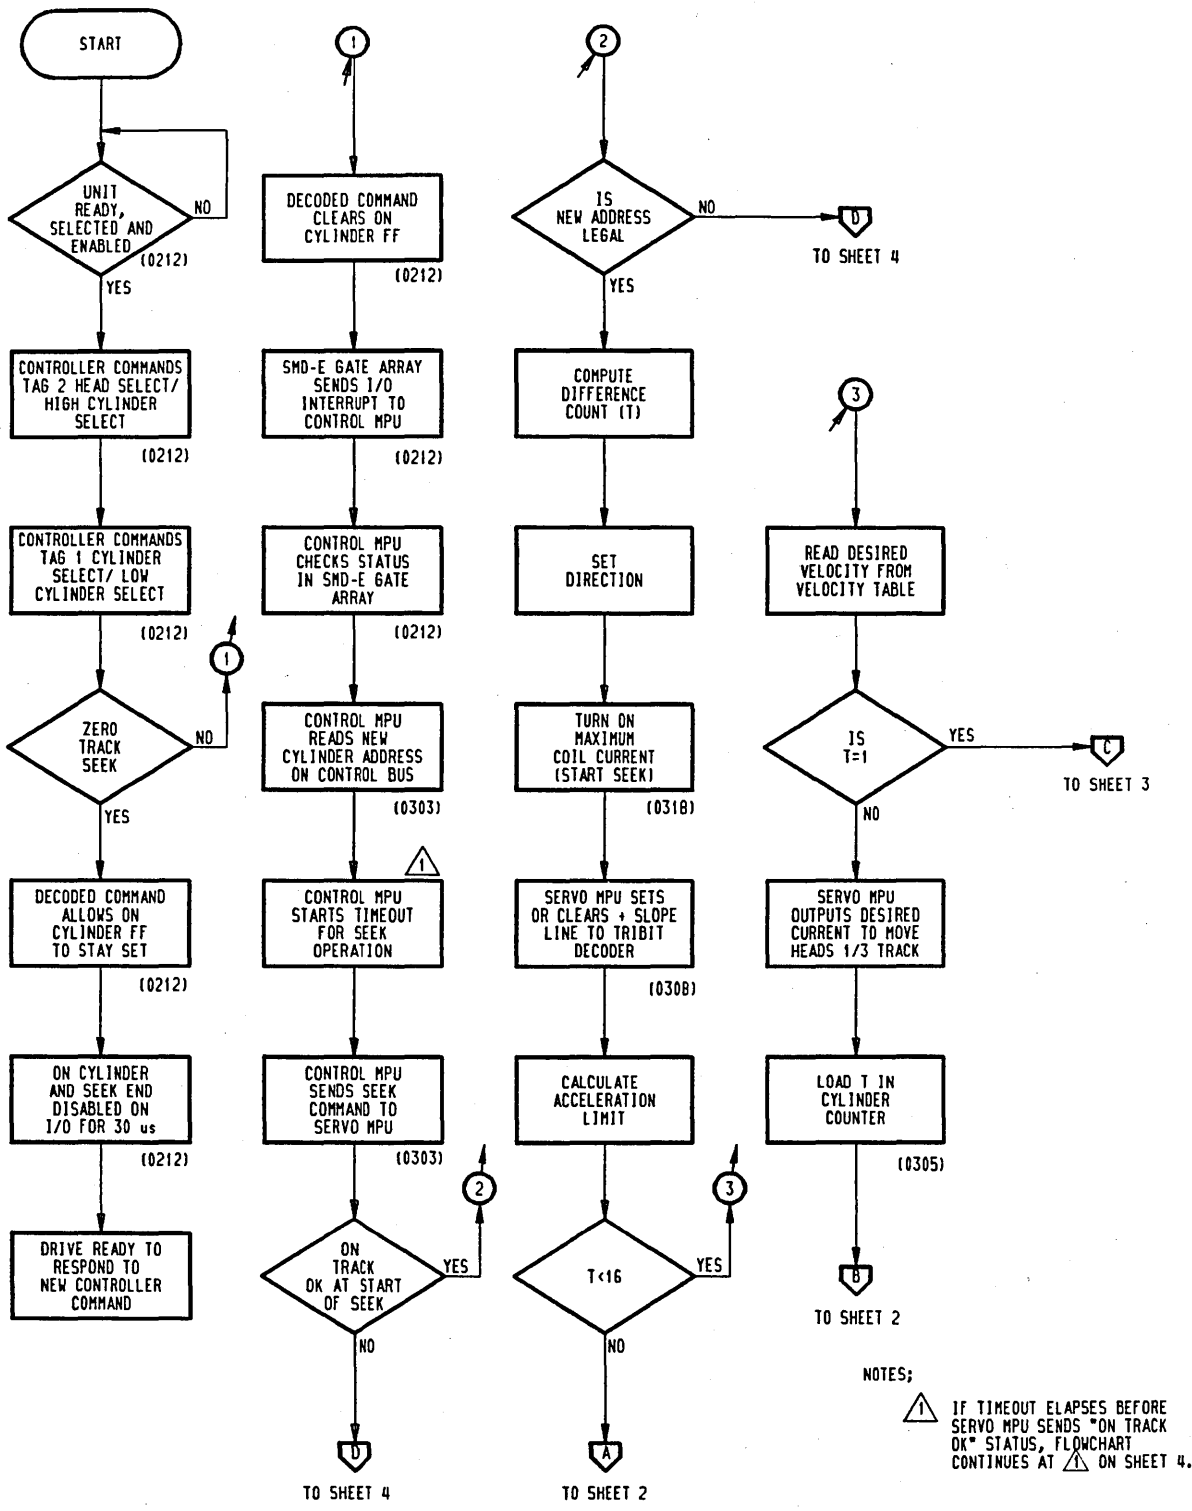 START
UNIT
READY,
SELECTED AND
ENABLED
NO
(0212)
YES
CONTROLLER COMMANDS
TAG 2 HEAD SELECT/
HIGH CYLINDER
SELECT
(0212)
CONTROLLER COMMANDS
TAG 1 CYLINDER
SELECT/ LOW
CYLINDER SELECT
(0212)
1
ZERO
TRACK
SEEK
NO
YES
DECODED COMMAND
ALLOWS ON
CYLINDER FF
TO STAY SET
(0212)
ON CYLINDER
AND SEEK END
DISABLED ON
I/O FOR 30 us
(0212)
DRIVE READY TO
RESPOND TO
NEW CONTROLLER
COMMAND
1
DECODED COMMAND
CLEARS ON
CYLINDER FF
(0212)
SMD-E GATE ARRAY
SENDS I/O
INTERRUPT TO
CONTROL MPU
(0212)
CONTROL MPU
CHECKS STATUS
IN SMD-E GATE
ARRAY
(0212)
CONTROL MPU
READS NEW
CYLINDER ADDRESS
ON CONTROL BUS
(0303)
1
CONTROL MPU
STARTS TIMEOUT
FOR SEEK
OPERATION
CONTROL MPU
SENDS SEEK
COMMAND TO
SERVO MPU
(0303)
2
ON
TRACK
OK AT START
OF SEEK
YES
NO
D
TO SHEET 4
2
IS
NEW ADDRESS
LEGAL
NO
D
TO SHEET 4
YES
COMPUTE
DIFFERENCE
COUNT (T)
SET
DIRECTION
TURN ON
MAXIMUM
COIL CURRENT
(START SEEK)
(0318)
SERVO MPU SETS
OR CLEARS + SLOPE
LINE TO TRIBIT
DECODER
(0308)
CALCULATE
ACCELERATION
LIMIT
3
T<16
YES
NO
A
TO SHEET 2
3
READ DESIRED
VELOCITY FROM
VELOCITY TABLE
IS
T=1
YES
C
TO SHEET 3
NO
SERVO MPU
OUTPUTS DESIRED
CURRENT TO MOVE
HEADS 1/3 TRACK
LOAD T IN
CYLINDER
COUNTER
(0305)
B
TO SHEET 2
NOTES;
1 IF TIMEOUT ELAPSES BEFORE
SERVO MPU SENDS "ON TRACK
OK" STATUS, FLOWCHART
CONTINUES AT 1 ON SHEET 4.